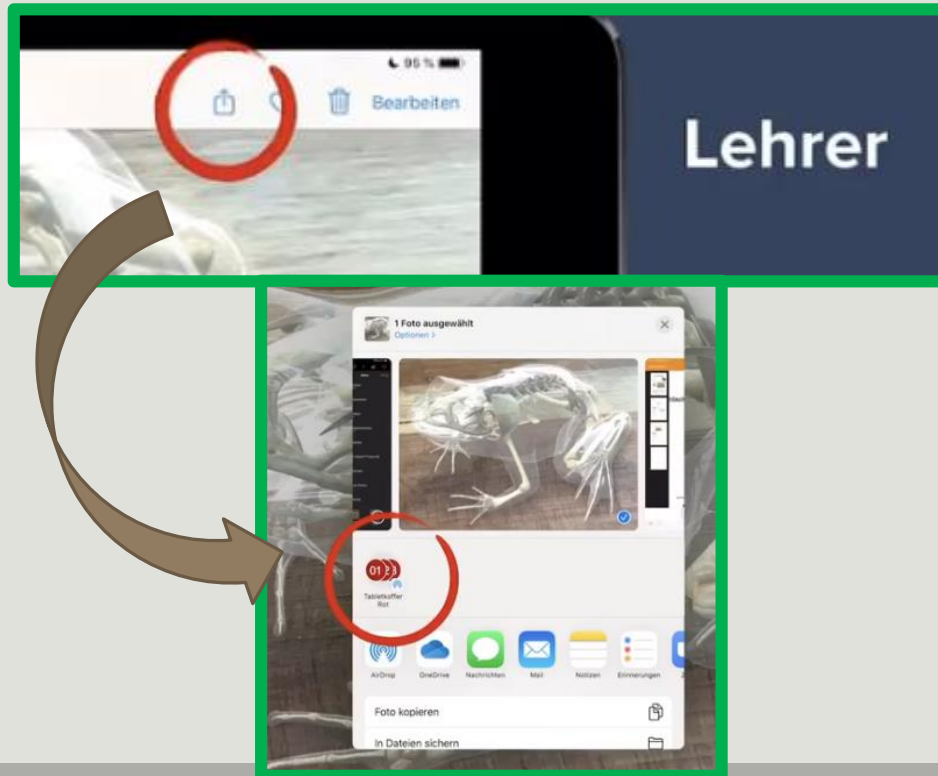 95 %
Bearbeiten
Lehrer
1 Foto ausgewählt
Optionen >
Tabletkoffer
Rot
AirDrop
OneDrive
Nachrichten
Mail
Notizen
Erinnerungen
Foto kopieren
In Dateien sichern